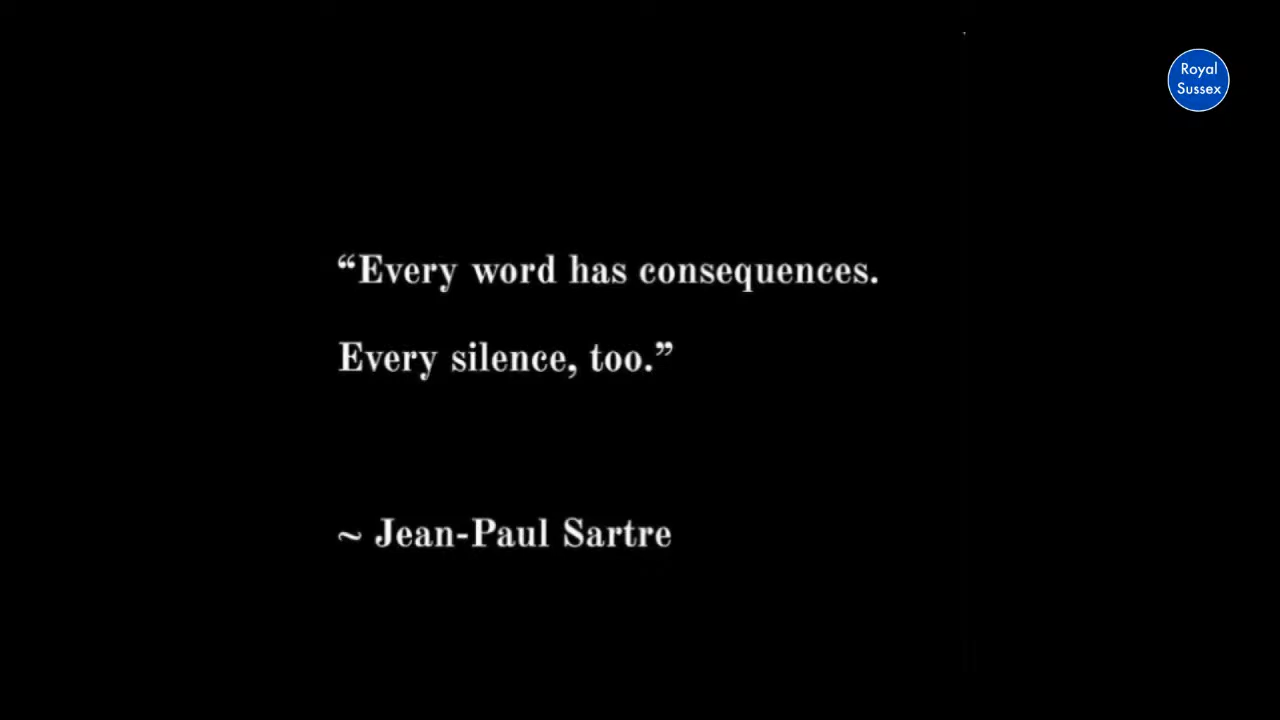 Royal
Sussex
“Every word has consequences.
Every silence, too.”
~ Jean-Paul Sartre